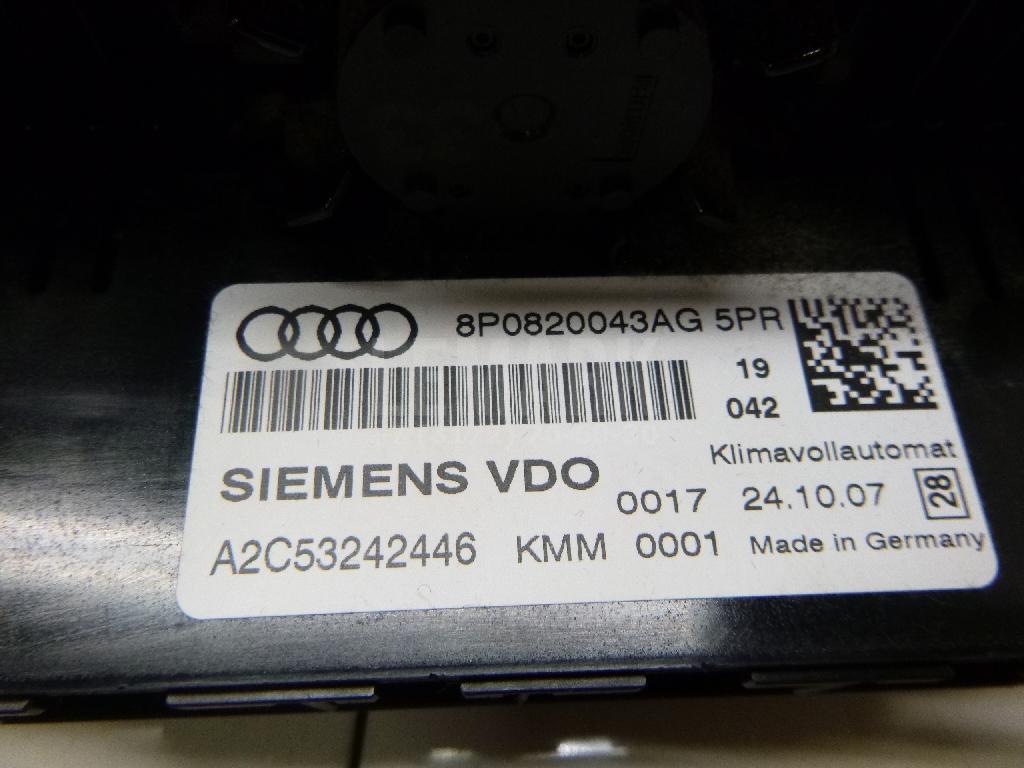 8P0820043AG 5PR
19
042
Klimavollautomat
SIEMENS VDO 0017 24.10.07 28
A2C53242446 KMM 0001 Made in Germany